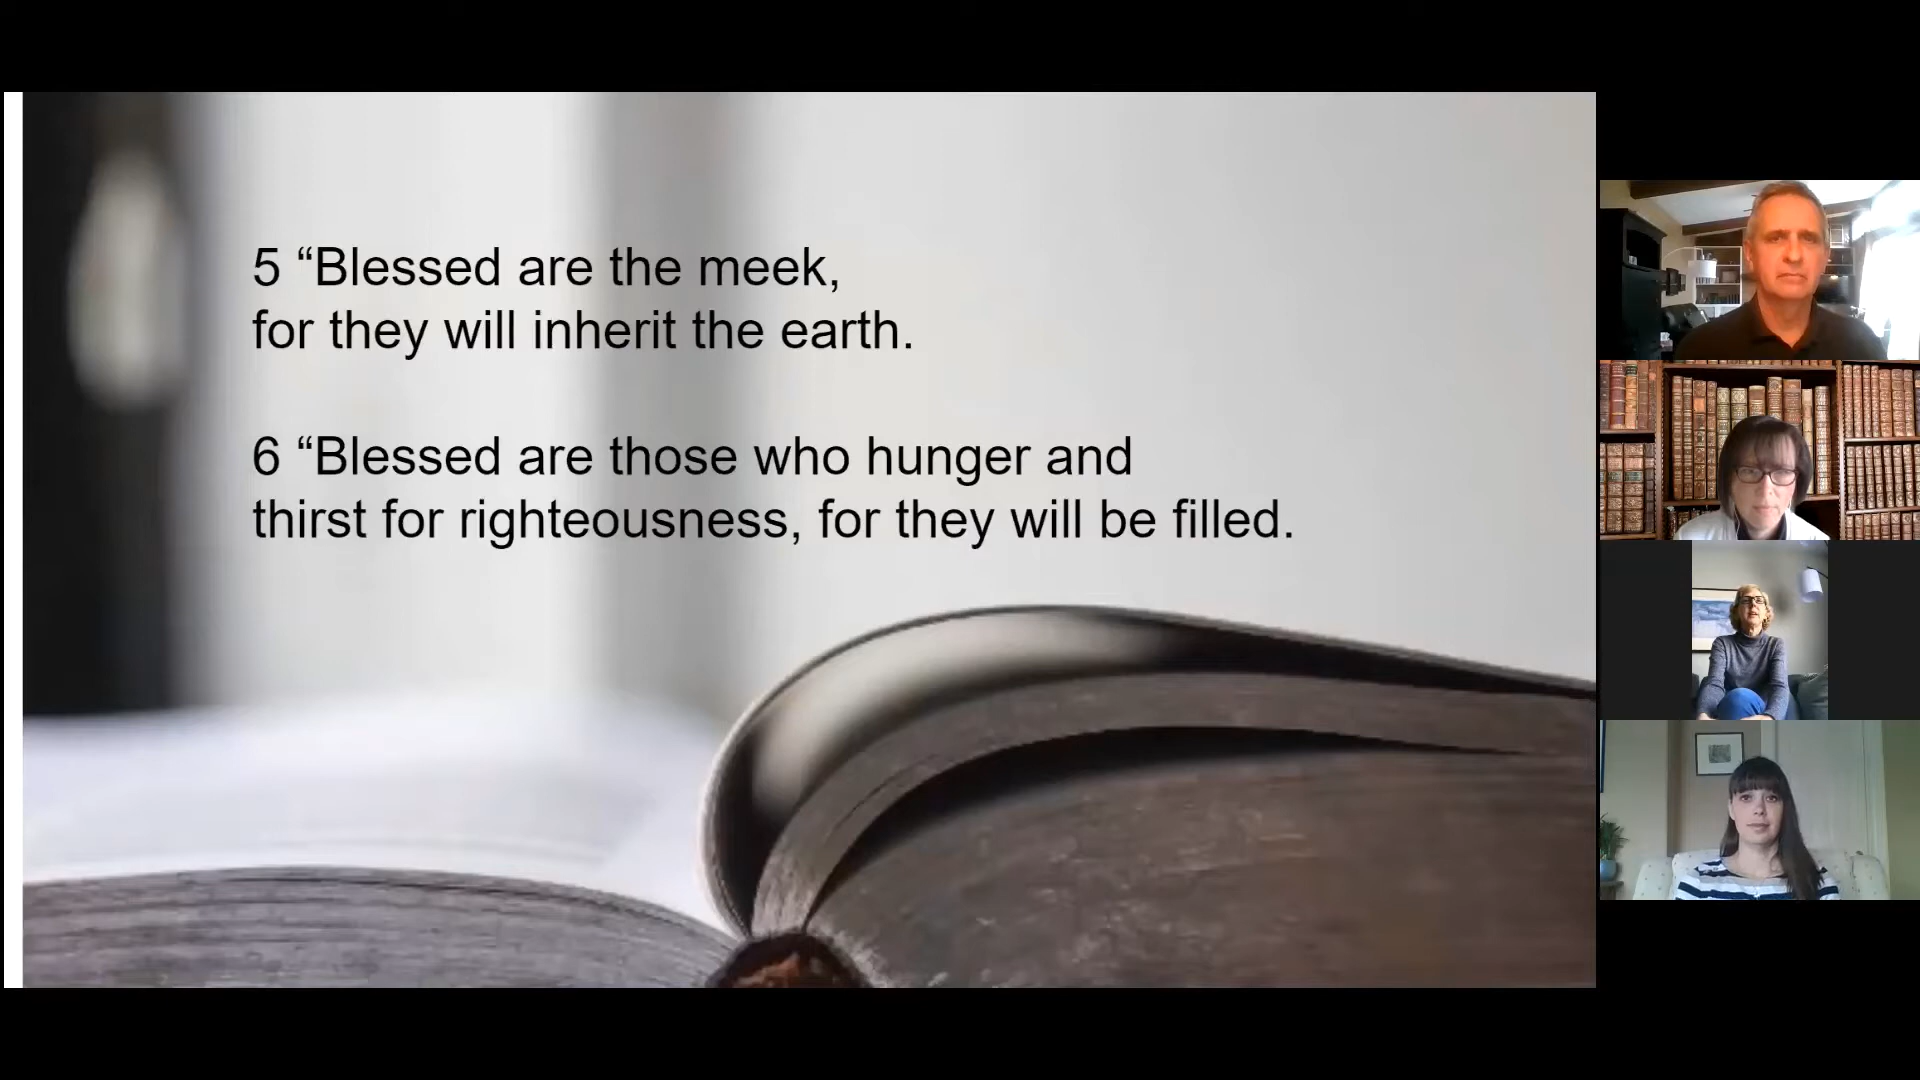 5 “Blessed are the meek,
for they will inherit the earth.
6 “Blessed are those who hunger and
thirst for righteousness, for they will be filled.